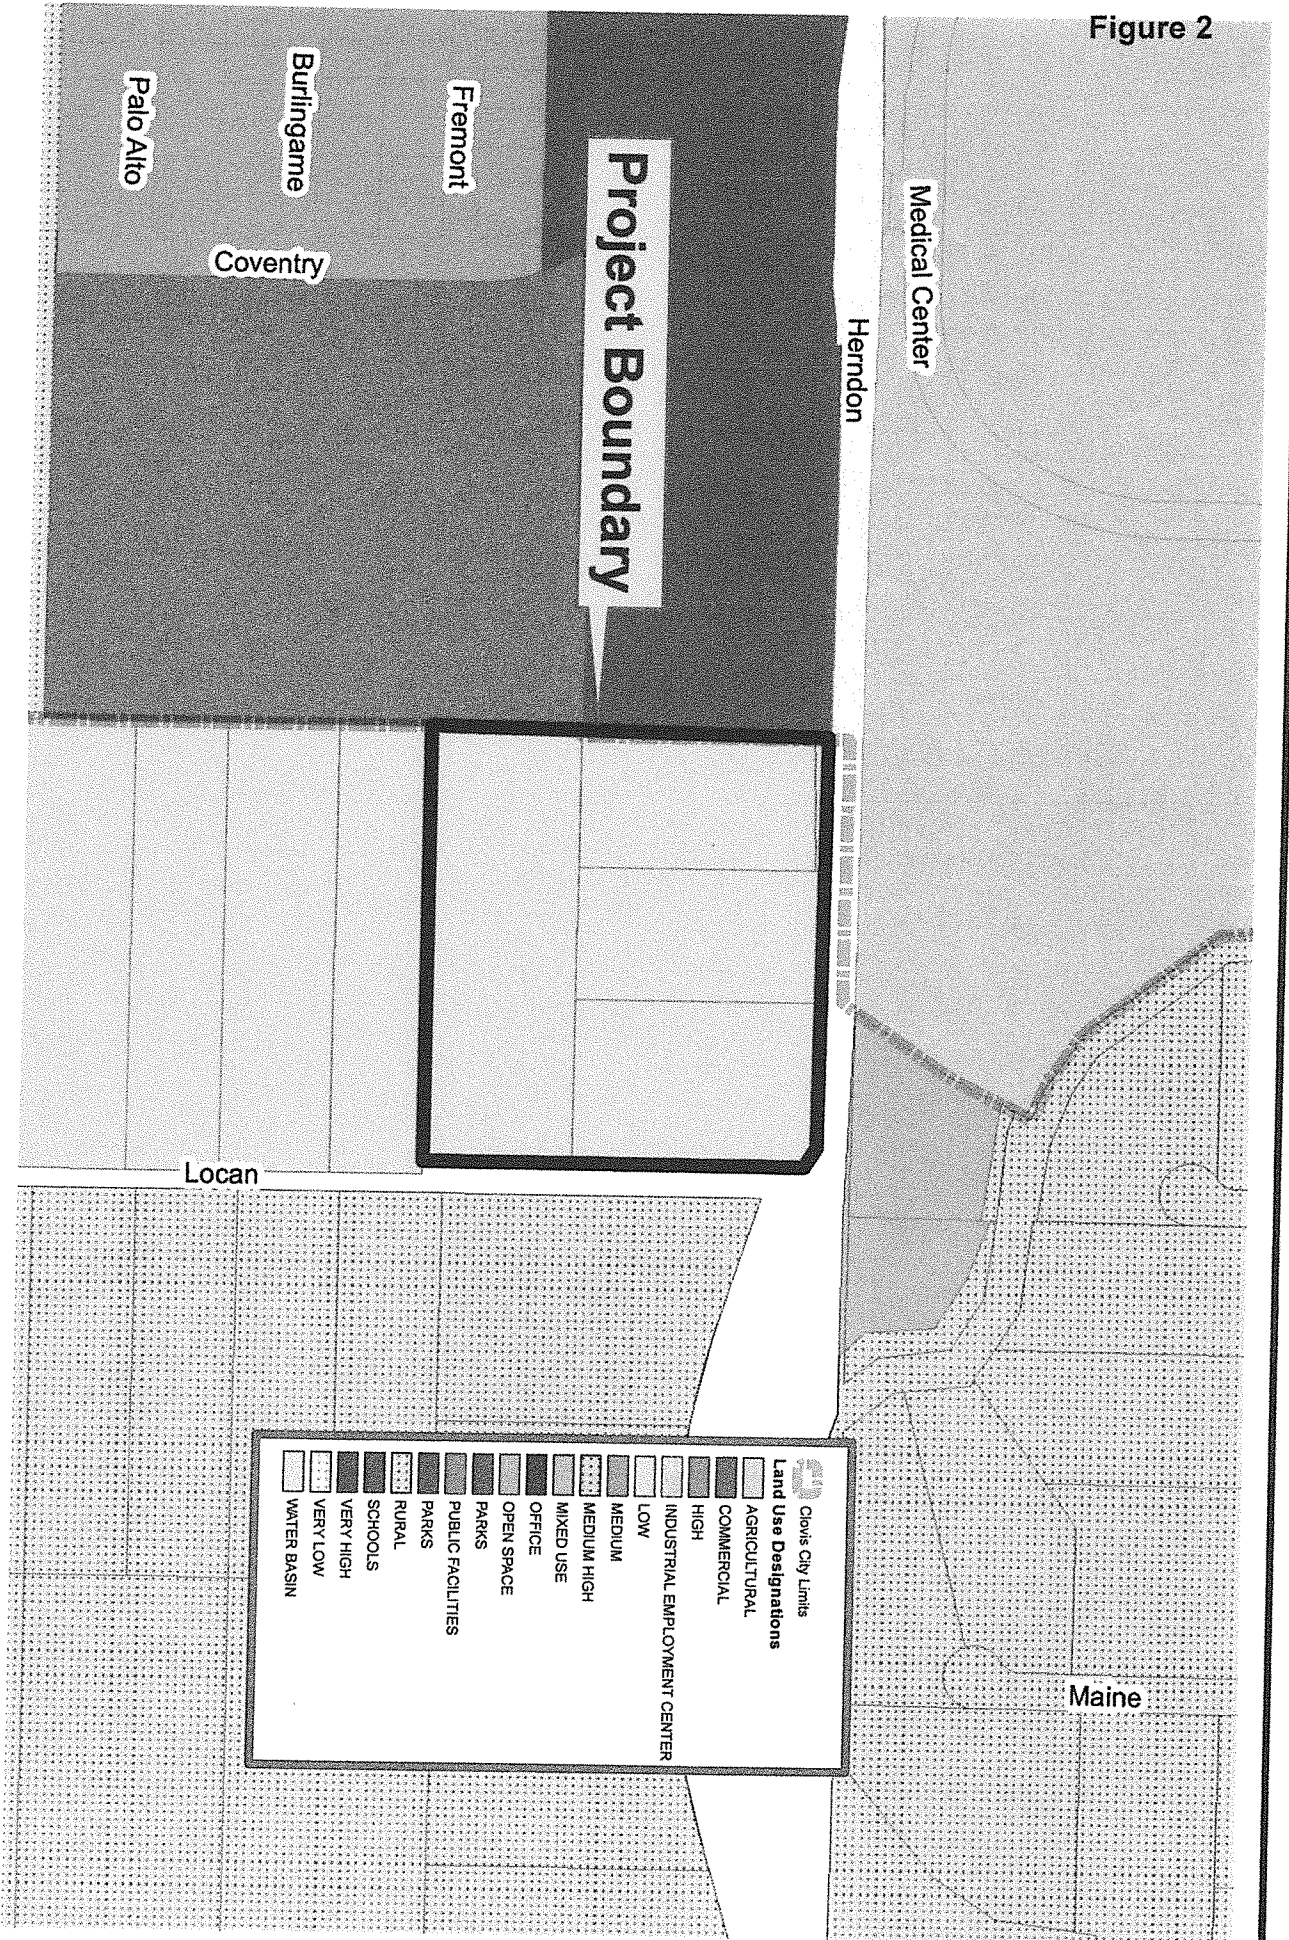 Figure 2
Medical Center
Herndon
Project Boundary
Fremont
Burlingame
Palo Alto
Coventry
Locan
Maine
Clovis City Limits
Land Use Designations
AGRICULTURAL
COMMERCIAL
HIGH
INDUSTRIAL EMPLOYMENT CENTER
LOW
MEDIUM
MEDIUM HIGH
MIXED USE
OFFICE
OPEN SPACE
PARKS
PUBLIC FACILITIES
PARKS
RURAL
SCHOOLS
VERY HIGH
VERY LOW
WATER BASIN